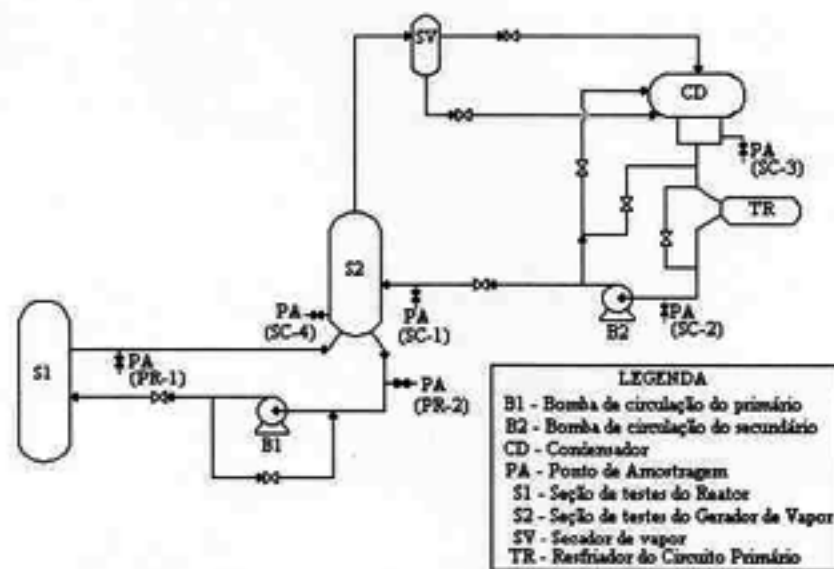 SV
CD
PA
(SC-3)
TR
S2
PA
(SC-4)
PA
(SC-1)
B2
PA
(SC-2)
S1
PA
(PR-1)
B1
PA
(PR-2)
LEGENDA
B1 - Bomba de circulação do primário
B2 - Bomba de circulação do secundário
CD - Condensador
PA - Ponto de Amostragem
S1 - Seção de testes do Reator
S2 - Seção de testes do Gerador de Vapor
SV - Secador de vapor
TR - Resfriador do Circuito Primário